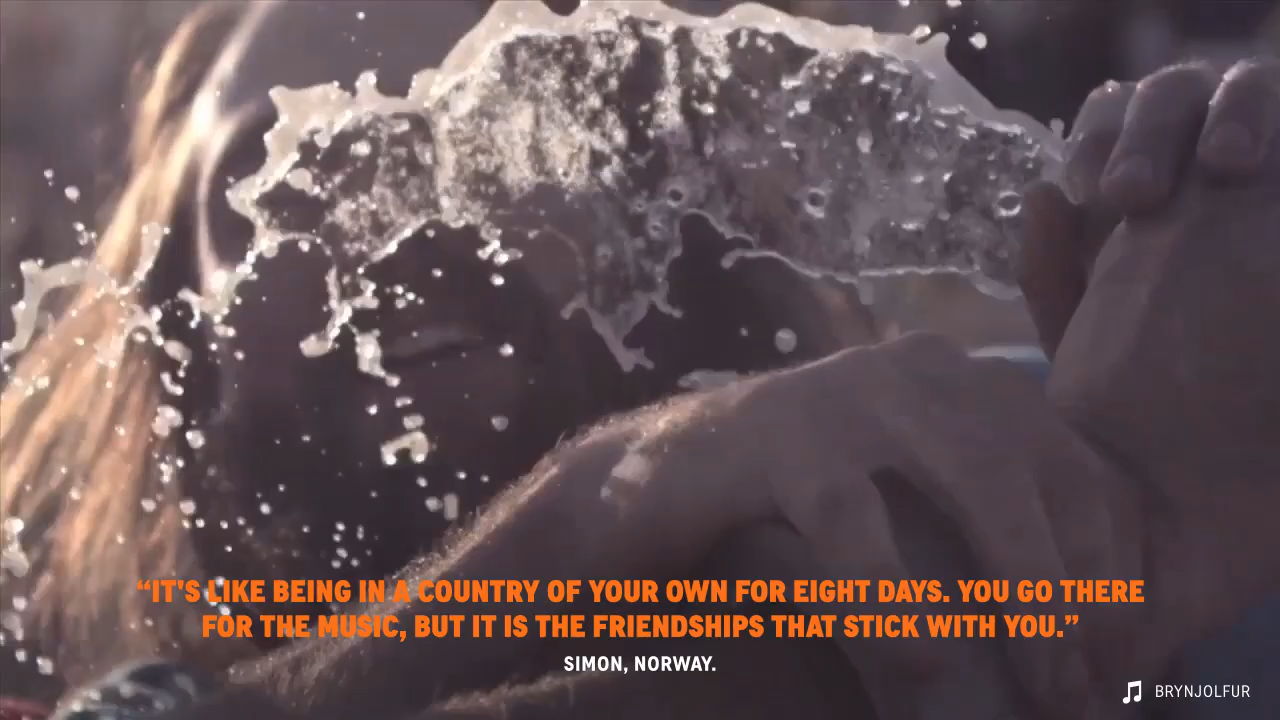 “IT'S LIKE BEING IN A COUNTRY OF YOUR OWN FOR EIGHT DAYS. YOU GO THERE
FOR THE MUSIC, BUT IT IS THE FRIENDSHIPS THAT STICK WITH YOU.”
SIMON, NORWAY.
BRYNJOLFUR